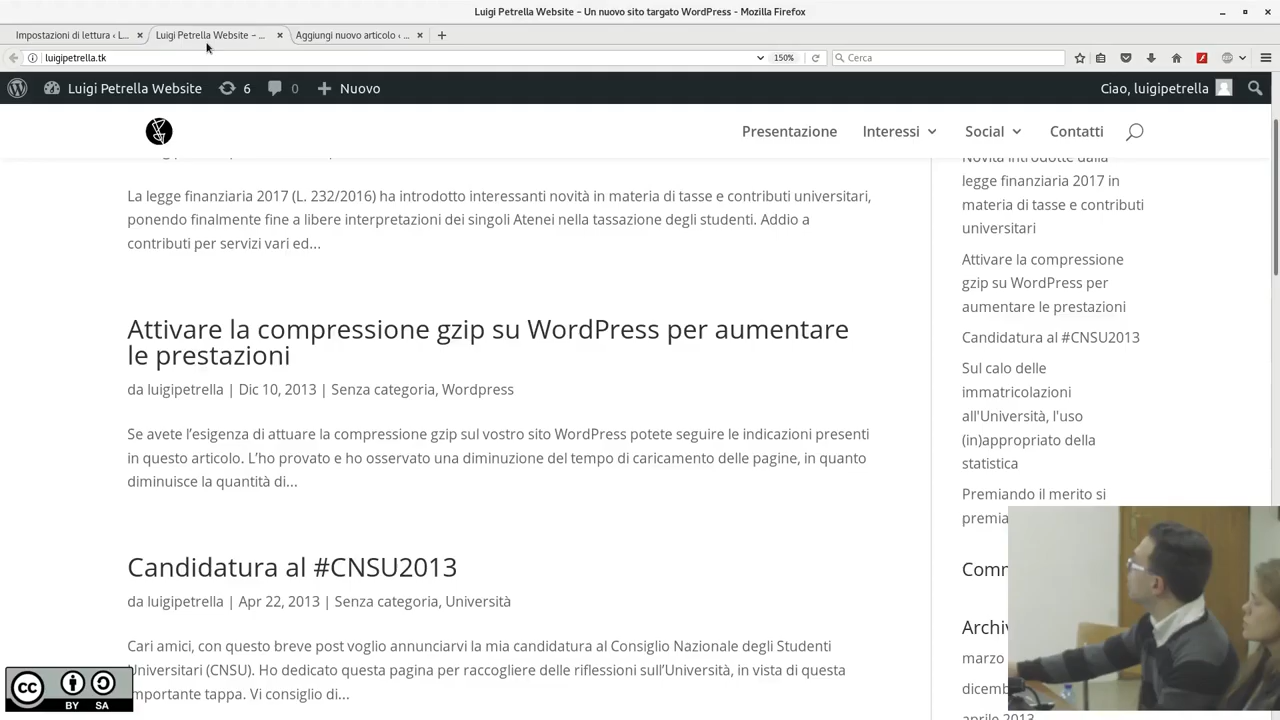 Luigi Petrella Website – Un nuovo sito targato WordPress - Mozilla Firefox
Impostazioni di lettura ‹ L... × Luigi Petrella Website – ... × Aggiungi nuovo articolo ‹ ... × +
luigipetrella.tk 150% Cerca
Luigi Petrella Website 6 0 Nuovo Ciao, luigipetrella
Presentazione Interessi Social Contatti
La legge finanziaria 2017 (L. 232/2016) ha introdotto interessanti novità in materia di tasse e contributi universitari,
ponendo finalmente fine a libere interpretazioni dei singoli Atenei nella tassazione degli studenti. Addio a
contributi per servizi vari ed...
Attivare la compressione gzip su WordPress per aumentare
le prestazioni
da luigipetrella | Dic 10, 2013 | Senza categoria, Wordpress
Se avete l’esigenza di attuare la compressione gzip sul vostro sito WordPress potete seguire le indicazioni presenti
in questo articolo. L’ho provato e ho osservato una diminuzione del tempo di caricamento delle pagine, in quanto
diminuisce la quantità di...
Candidatura al #CNSU2013
da luigipetrella | Apr 22, 2013 | Senza categoria, Università
Cari amici, con questo breve post voglio annunciarvi la mia candidatura al Consiglio Nazionale degli Studenti
Universitari (CNSU). Ho dedicato questa pagina per raccogliere delle riflessioni sull’Università, in vista di questa
importante tappa. Vi consiglio di...
Novità introdotte dalla
legge finanziaria 2017 in
materia di tasse e contributi
universitari
Attivare la compressione
gzip su WordPress per
aumentare le prestazioni
Candidatura al #CNSU2013
Sul calo delle
immatricolazioni
all'Università, l'uso
(in)appropriato della
statistica
Premiando il merito si
premia
Comm
Archiv
marzo
dicemb
aprile 2013
cc BY SA